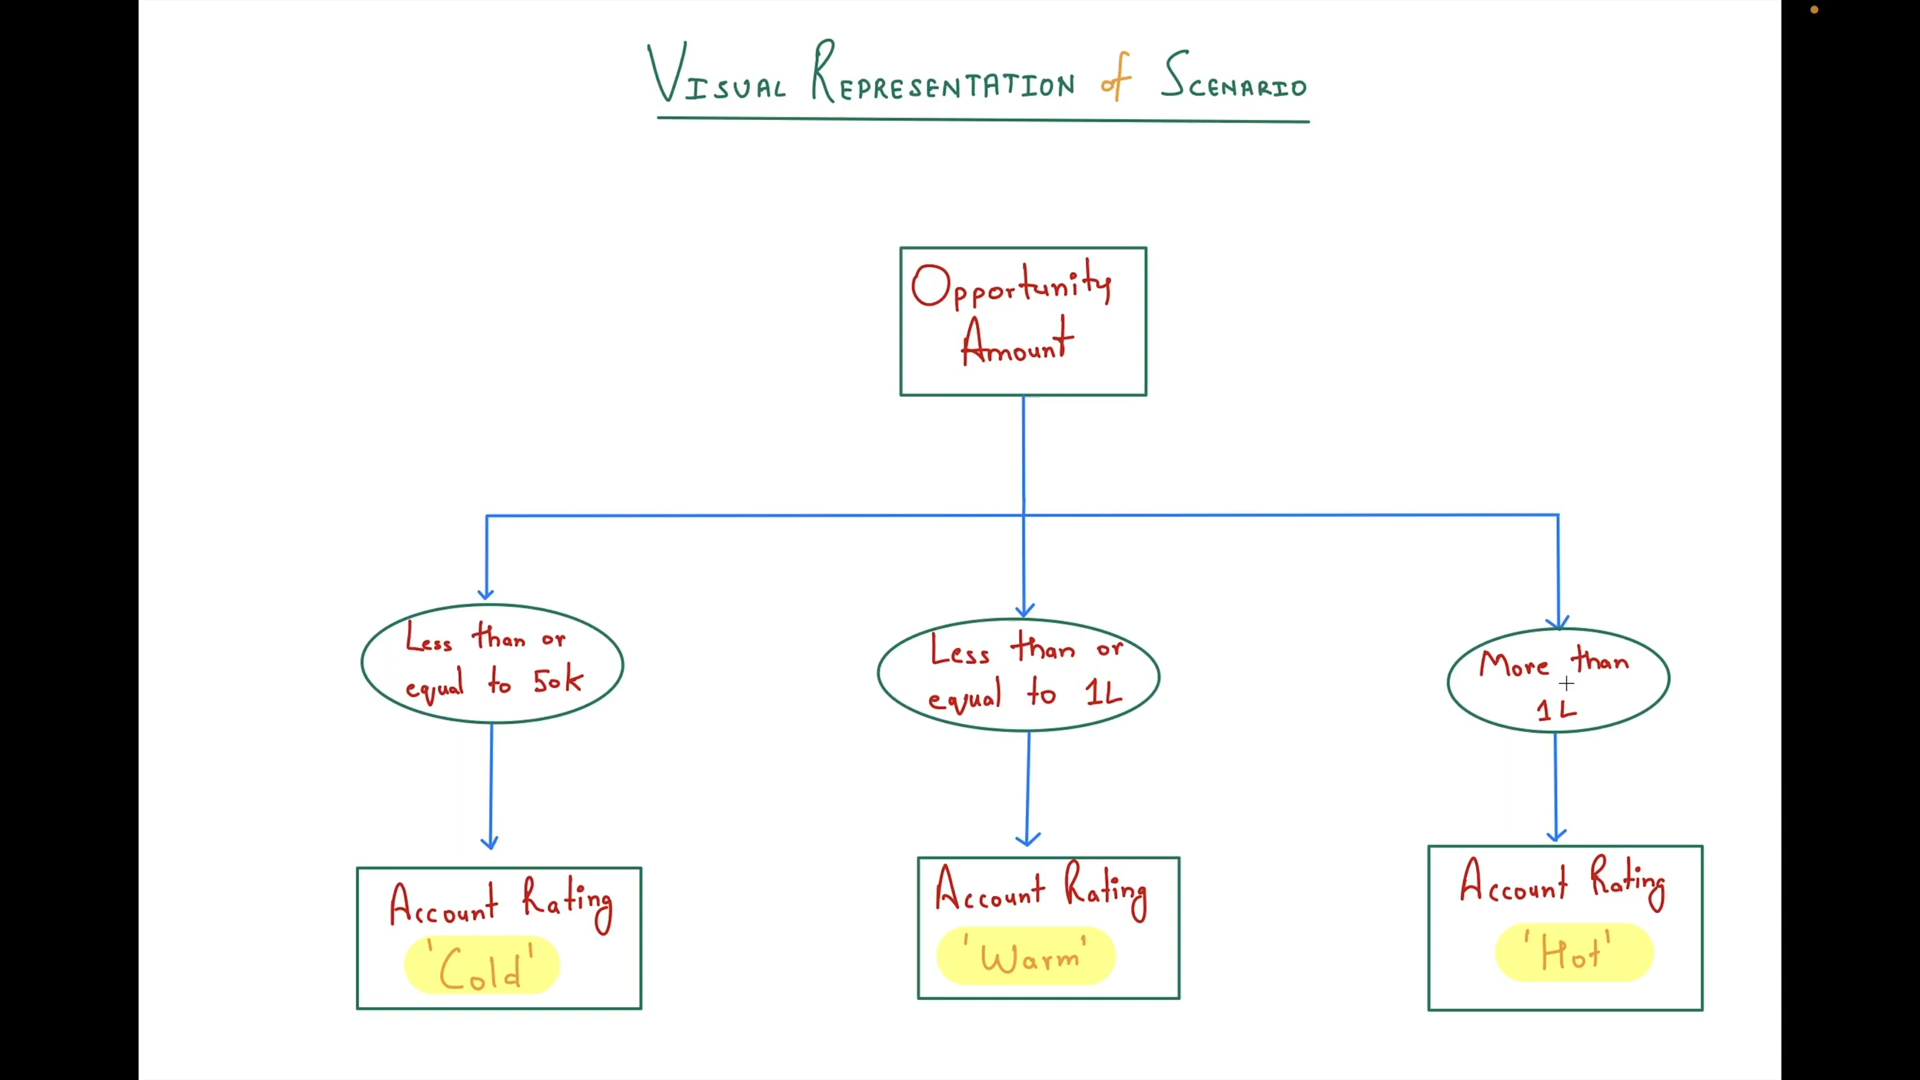 VISUAL REPRESENTATION of SCENARIO
Opportunity
Amount
Less than or
equal to 50k
Less than or
equal to 1L
More than
1L
Account Rating
'Cold'
Account Rating
'Warm'
Account Rating
'Hot'